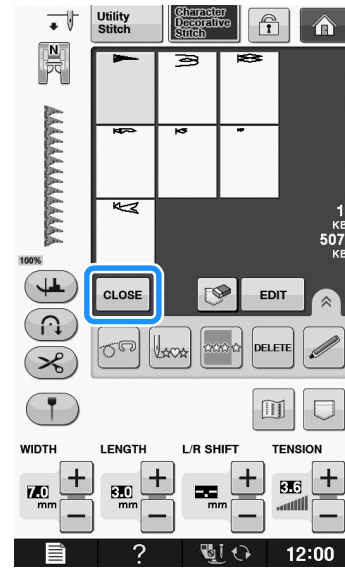 Utility
Stitch
Character
Decorative
Stitch
N
1
KB
507
KB
100%
CLOSE
EDIT
DELETE
WIDTH
LENGTH
L/R SHIFT
TENSION
7.0
mm
3.0
mm
-.--
mm
3.6
?
12:00